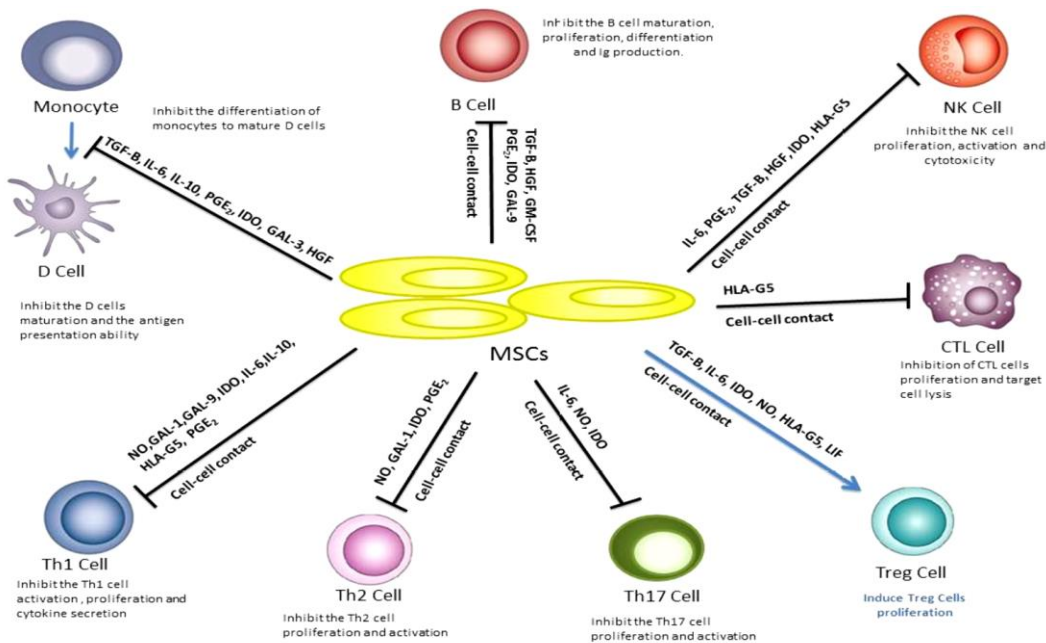 Monocyte
Inhibit the differentiation of
monocytes to mature D cells
TGF-B, IL-6, IL-10, PGE₂, IDO, GAL-3, HGF
D Cell
Inhibit the D cells
maturation and the antigen
presentation ability
Inhibit the B cell maturation,
proliferation, differentiation
and Ig production.
B Cell
TGF-B, HGF, GM-CSF
PGE₂, IDO, GAL-9
Cell-cell contact
NK Cell
Inhibit the NK cell
proliferation, activation and
cytotoxicity
IL-6, PGE₂, TGF-B, HGF, IDO, HLA-G5
Cell-cell contact
HLA-G5
Cell-cell contact
CTL Cell
Inhibition of CTL cells
proliferation and target
cell lysis
MSCs
NO,GAL-1,GAL-9, IDO, IL-6,IL-10,
HLA-G5, PGE₂
Cell-cell contact
Th1 Cell
Inhibit the Th1 cell
activation , proliferation and
cytokine secretion
NO, GAL-1, IDO, PGE₂
Cell-cell contact
Th2 Cell
Inhibit the Th2 cell
proliferation and activation
IL-6, NO, IDO
Cell-cell contact
Th17 Cell
Inhibit the Th17 cell
proliferation and activation
TGF-B, IL-6, IDO, NO, HLA-G5, LIF
Cell-cell contact
Treg Cell
Induce Treg Cells
proliferation